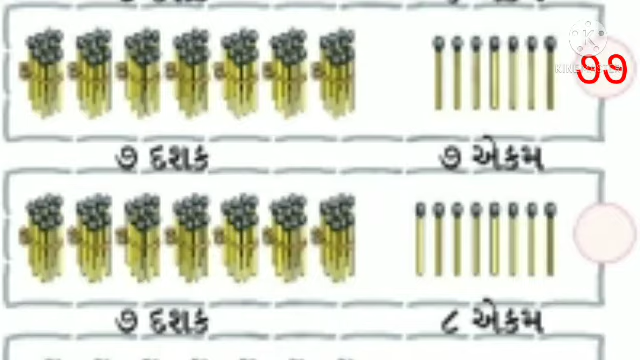 ૭૭
૭ દશક ૭ એકમ
૭ દશક ૮ એકમ